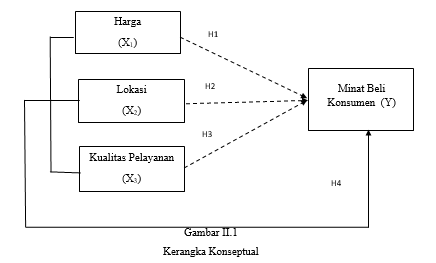 Harga
(X₁)
H1
Lokasi
(X₂)
H2
Minat Beli
Konsumen (Y)
H3
Kualitas Pelayanan
(X₃)
H4
Gambar II.1
Kerangka Konseptual